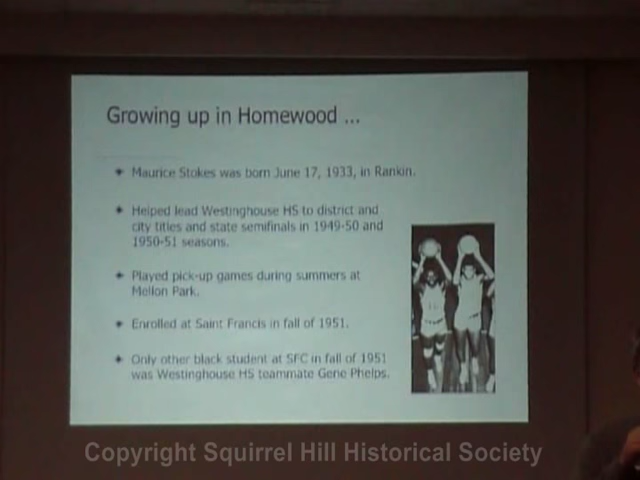 Growing up in Homewood ...
Maurice Stokes was born June 17, 1933, in Rankin.
Helped lead Westinghouse HS to district and
city titles and state semifinals in 1949-50 and
1950-51 seasons.
Played pick-up games during summers at
Mellon Park.
Enrolled at Saint Francis in fall of 1951.
Only other black student at SFC in fall of 1951
was Westinghouse HS teammate Gene Phelps.
Copyright Squirrel Hill Historical Society